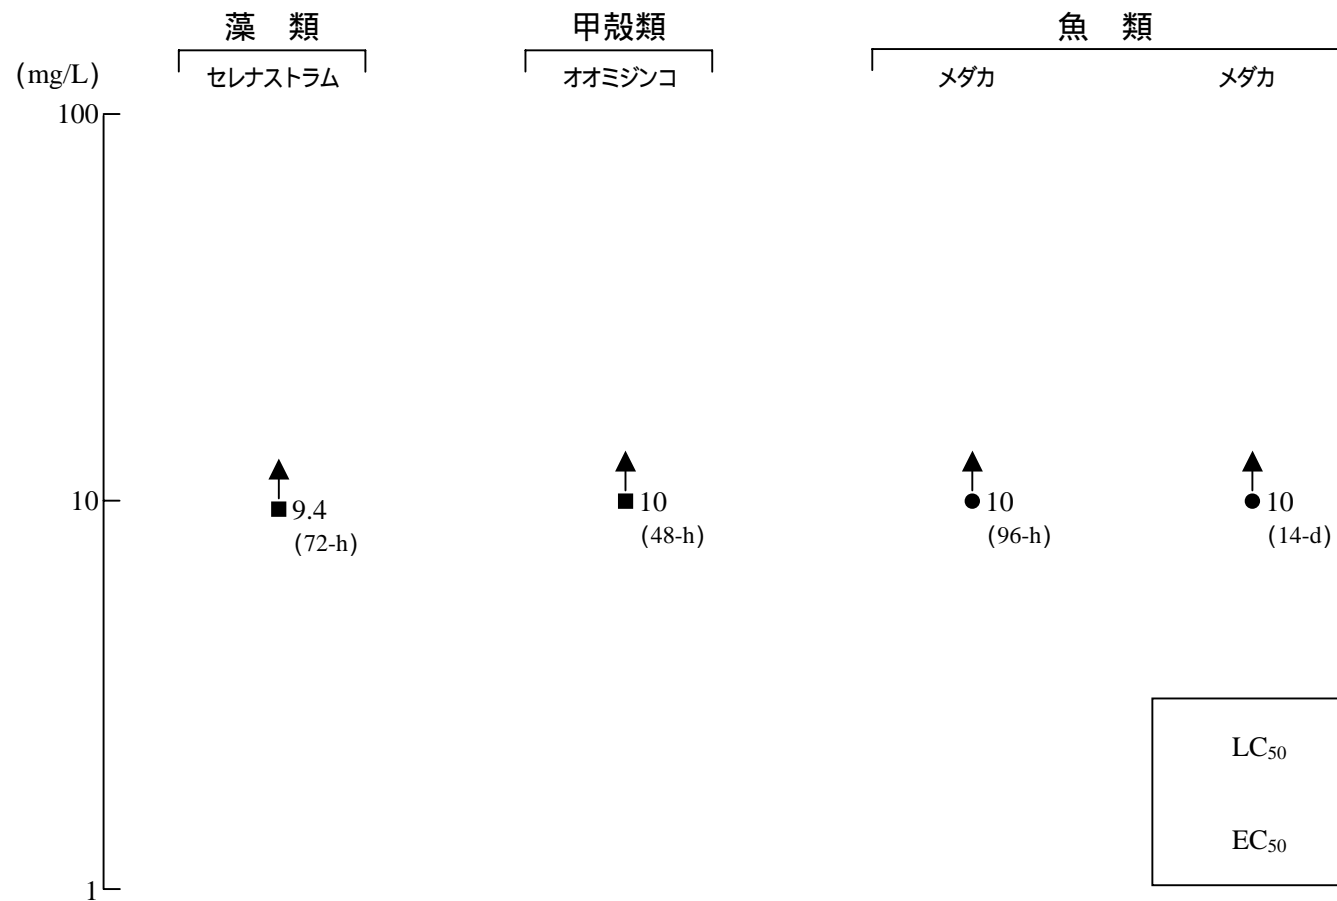 藻 類
甲殻類
魚 類
(mg/L)
セレナストラム
オオミジンコ
メダカ
メダカ
100
10
9.4
(72-h)
10
(48-h)
10
(96-h)
10
(14-d)
LC50
EC50
1